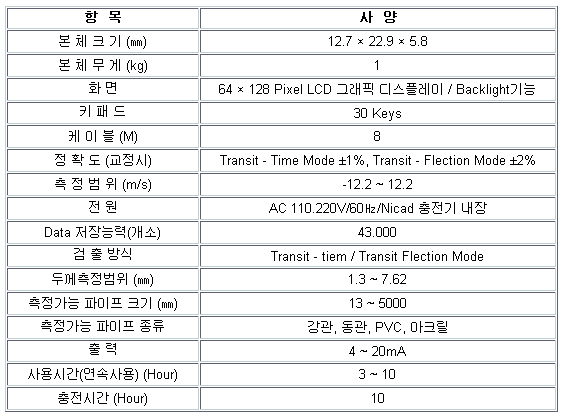 항 목 사 양
본 체 크 기 (㎜) 12.7 × 22.9 × 5.8
본 체 무 게 (kg) 1
화 면 64 × 128 Pixel LCD 그래픽 디스플레이 / Backlight기능
키 패 드 30 Keys
케 이 블 (M) 8
정 확 도 (교정시) Transit - Time Mode ±1%, Transit - Flection Mode ±2%
측 정 범 위 (m/s) -12.2 ~ 12.2
전 원 AC 110.220V/60㎐/Nicad 충전기 내장
Data 저장능력(개소) 43.000
검 출 방식 Transit - tiem / Transit Flection Mode
두께측정범위 (㎜) 1.3 ~ 7.62
측정가능 파이프 크기 (㎜) 13 ~ 5000
측정가능 파이프 종류 강관, 동관, PVC, 아크릴
출 력 4 ~ 20mA
사용시간(연속사용) (Hour) 3 ~ 10
충전시간 (Hour) 10